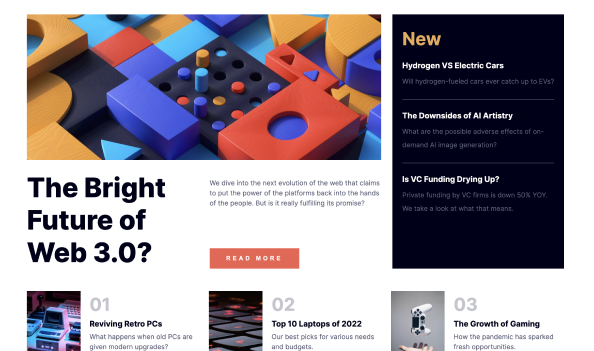 The Bright
Future of
Web 3.0?
We dive into the next evolution of the web that claims
to put the power of the platforms back into the hands
of the people. But is it really fulfilling its promise?
READ MORE
New
Hydrogen VS Electric Cars
Will hydrogen-fueled cars ever catch up to EVs?
The Downsides of AI Artistry
What are the possible adverse effects of on-
demand AI image generation?
Is VC Funding Drying Up?
Private funding by VC firms is down 50% YOY.
We take a look at what that means.
01
Reviving Retro PCs
What happens when old PCs are
given modern upgrades?
02
Top 10 Laptops of 2022
Our best picks for various needs
and budgets.
03
The Growth of Gaming
How the pandemic has sparked
fresh opportunities.